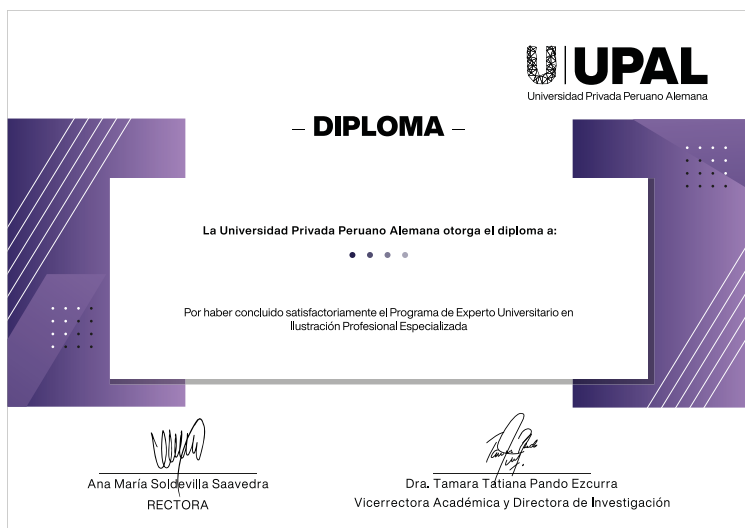 UPAL
Universidad Privada Peruano Alemana
– DIPLOMA –
La Universidad Privada Peruano Alemana otorga el diploma a:
Por haber concluido satisfactoriamente el Programa de Experto Universitario en
Ilustración Profesional Especializada
Ana María Soldevilla Saavedra
RECTORA
Dra. Tamara Tatiana Pando Ezcurra
Vicerrectora Académica y Directora de Investigación